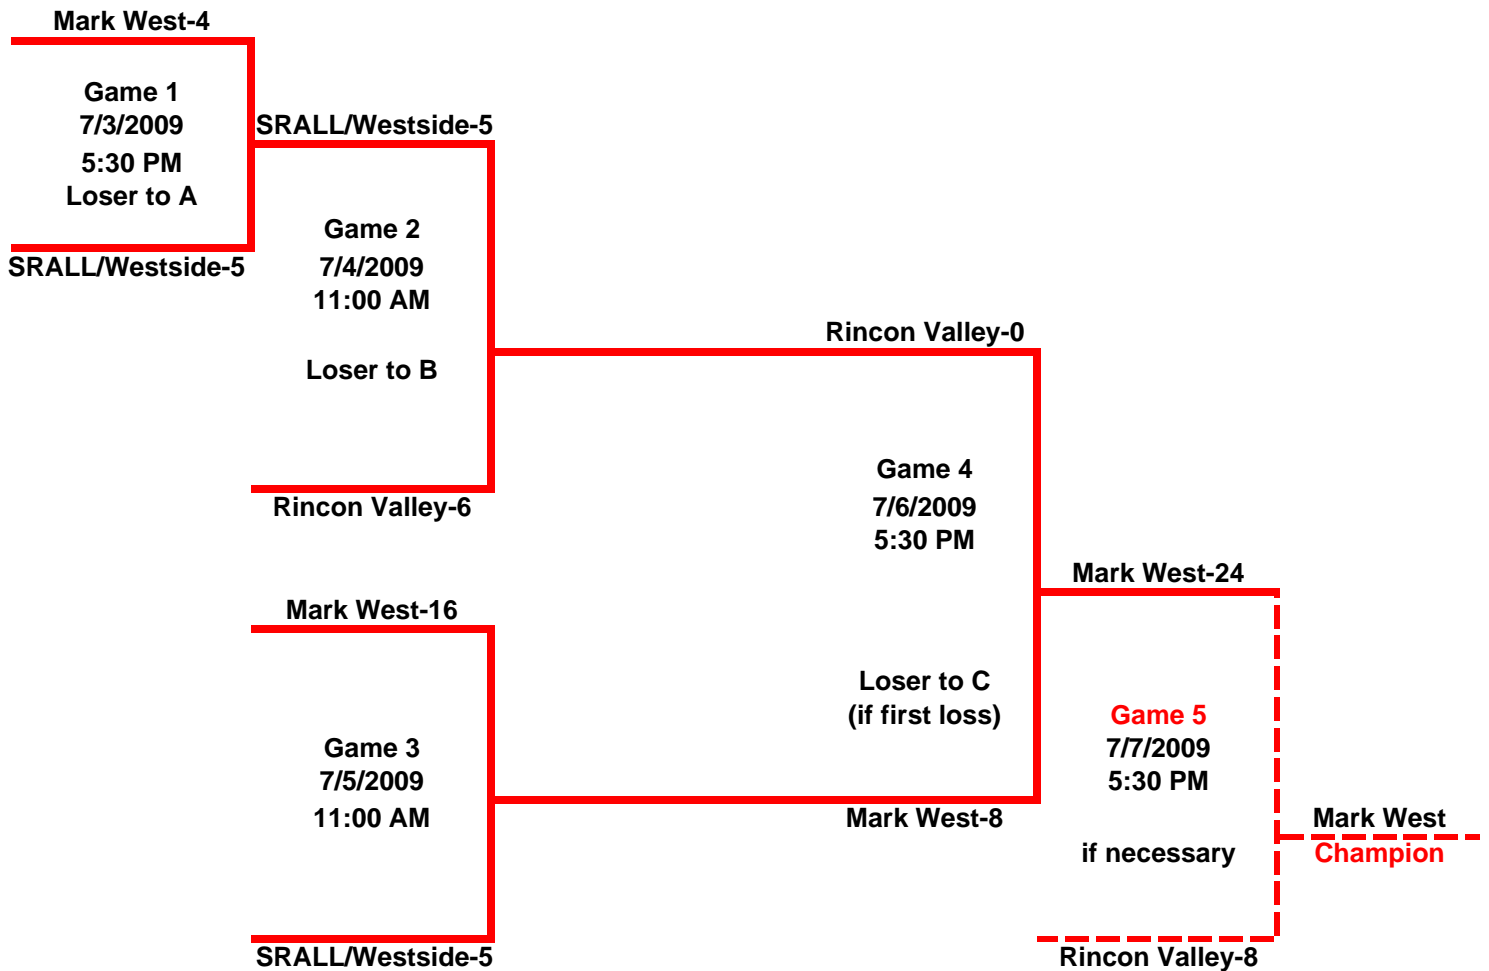 Mark West-4
Game 1
7/3/2009
5:30 PM
Loser to A
SRALL/Westside-5
SRALL/Westside-5
Game 2
7/4/2009
11:00 AM
Loser to B
Rincon Valley-6
Mark West-16
Game 3
7/5/2009
11:00 AM
SRALL/Westside-5
Rincon Valley-0
Game 4
7/6/2009
5:30 PM
Loser to C
(if first loss)
Mark West-8
Mark West-24
Game 5
7/7/2009
5:30 PM
if necessary
Rincon Valley-8
Mark West
Champion